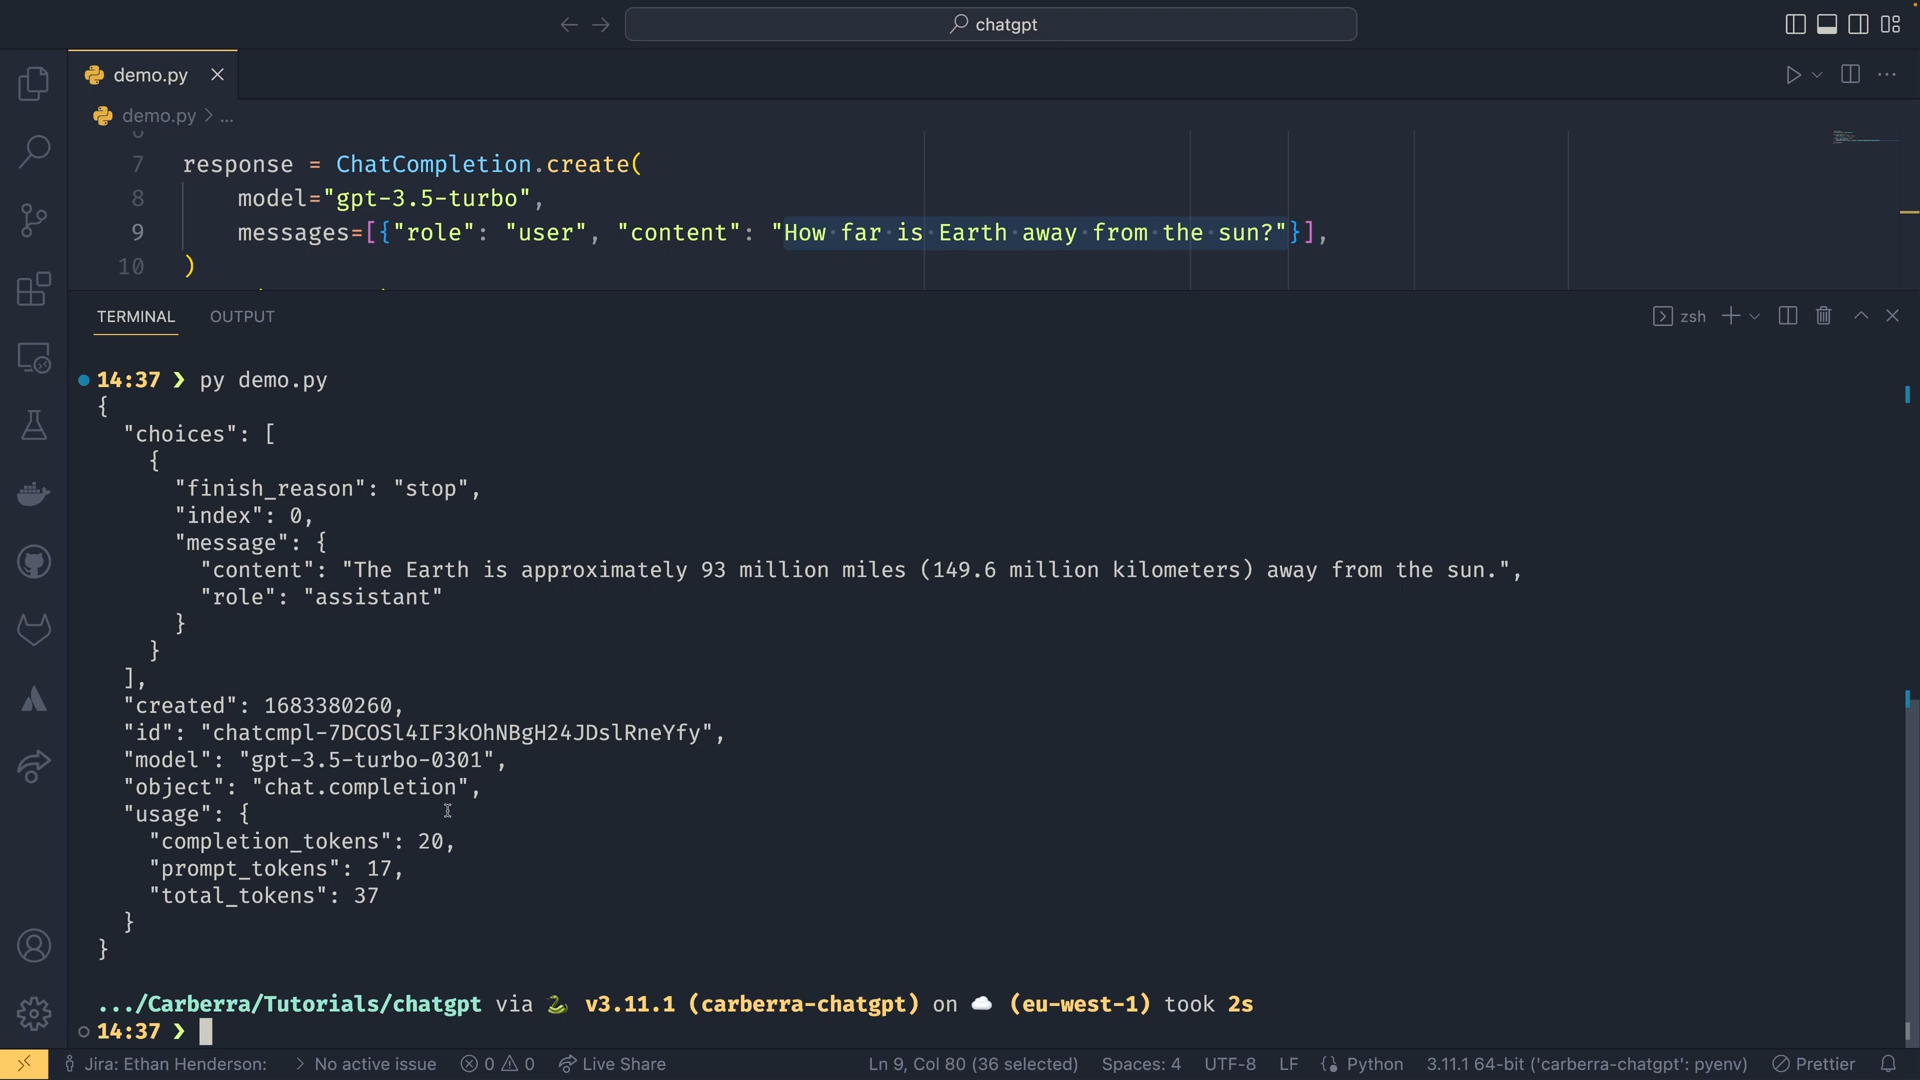 chatgpt
demo.py
demo.py > ...
7 response = ChatCompletion.create(
8 model="gpt-3.5-turbo",
9 messages=[{"role": "user", "content": "How far is Earth away from the sun?"}],
10 )
TERMINAL OUTPUT
zsh
14:37 ❯ py demo.py
{
"choices": [
{
"finish_reason": "stop",
"index": 0,
"message": {
"content": "The Earth is approximately 93 million miles (149.6 million kilometers) away from the sun.",
"role": "assistant"
}
}
],
"created": 1683380260,
"id": "chatcmpl-7DCOSl4IF3kOhNBgH24JDslRneYfy",
"model": "gpt-3.5-turbo-0301",
"object": "chat.completion",
"usage": {
"completion_tokens": 20,
"prompt_tokens": 17,
"total_tokens": 37
}
}
.../Carberra/Tutorials/chatgpt via 🐍 v3.11.1 (carberra-chatgpt) on ☁️ (eu-west-1) took 2s
14:37 ❯
Jira: Ethan Henderson: > No active issue 0 0 Live Share Ln 9, Col 80 (36 selected) Spaces: 4 UTF-8 LF Python 3.11.1 64-bit ('carberra-chatgpt': pyenv) Prettier